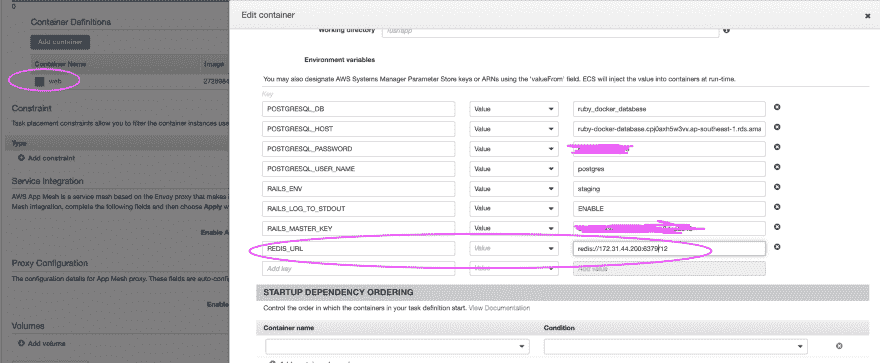 0
Container Definitions
Add container
Container Name Image
web 2739984
Constraint
Task placement constraints allow you to filter the container instances use
Type
Add constraint
Service Integration
AWS App Mesh is a service mesh based on the Envoy proxy that makes i
Mesh integration, complete the following fields and then choose Apply w
Enable A
Proxy Configuration
The configuration details for App Mesh proxy. These fields are auto-confi
Enable
Volumes
Add volume
Edit container
Working directory /usr/app
Environment variables
You may also designate AWS Systems Manager Parameter Store keys or ARNs using the 'valueFrom' field. ECS will inject the value into containers at run-time.
Key
POSTGRESQL_DB Value ruby_docker_database
POSTGRESQL_HOST Value ruby-docker-database.cpj0axh5w3vv.ap-southeast-1.rds.ama
POSTGRESQL_PASSWORD Value
POSTGRESQL_USER_NAME Value postgres
RAILS_ENV Value staging
RAILS_LOG_TO_STDOUT Value ENABLE
RAILS_MASTER_KEY Value
REDIS_URL Value redis://172.31.44.200:6379/12
Add key Value Add value
STARTUP DEPENDENCY ORDERING
Control the order in which the containers in your task definition start. View Documentation
Container name Condition